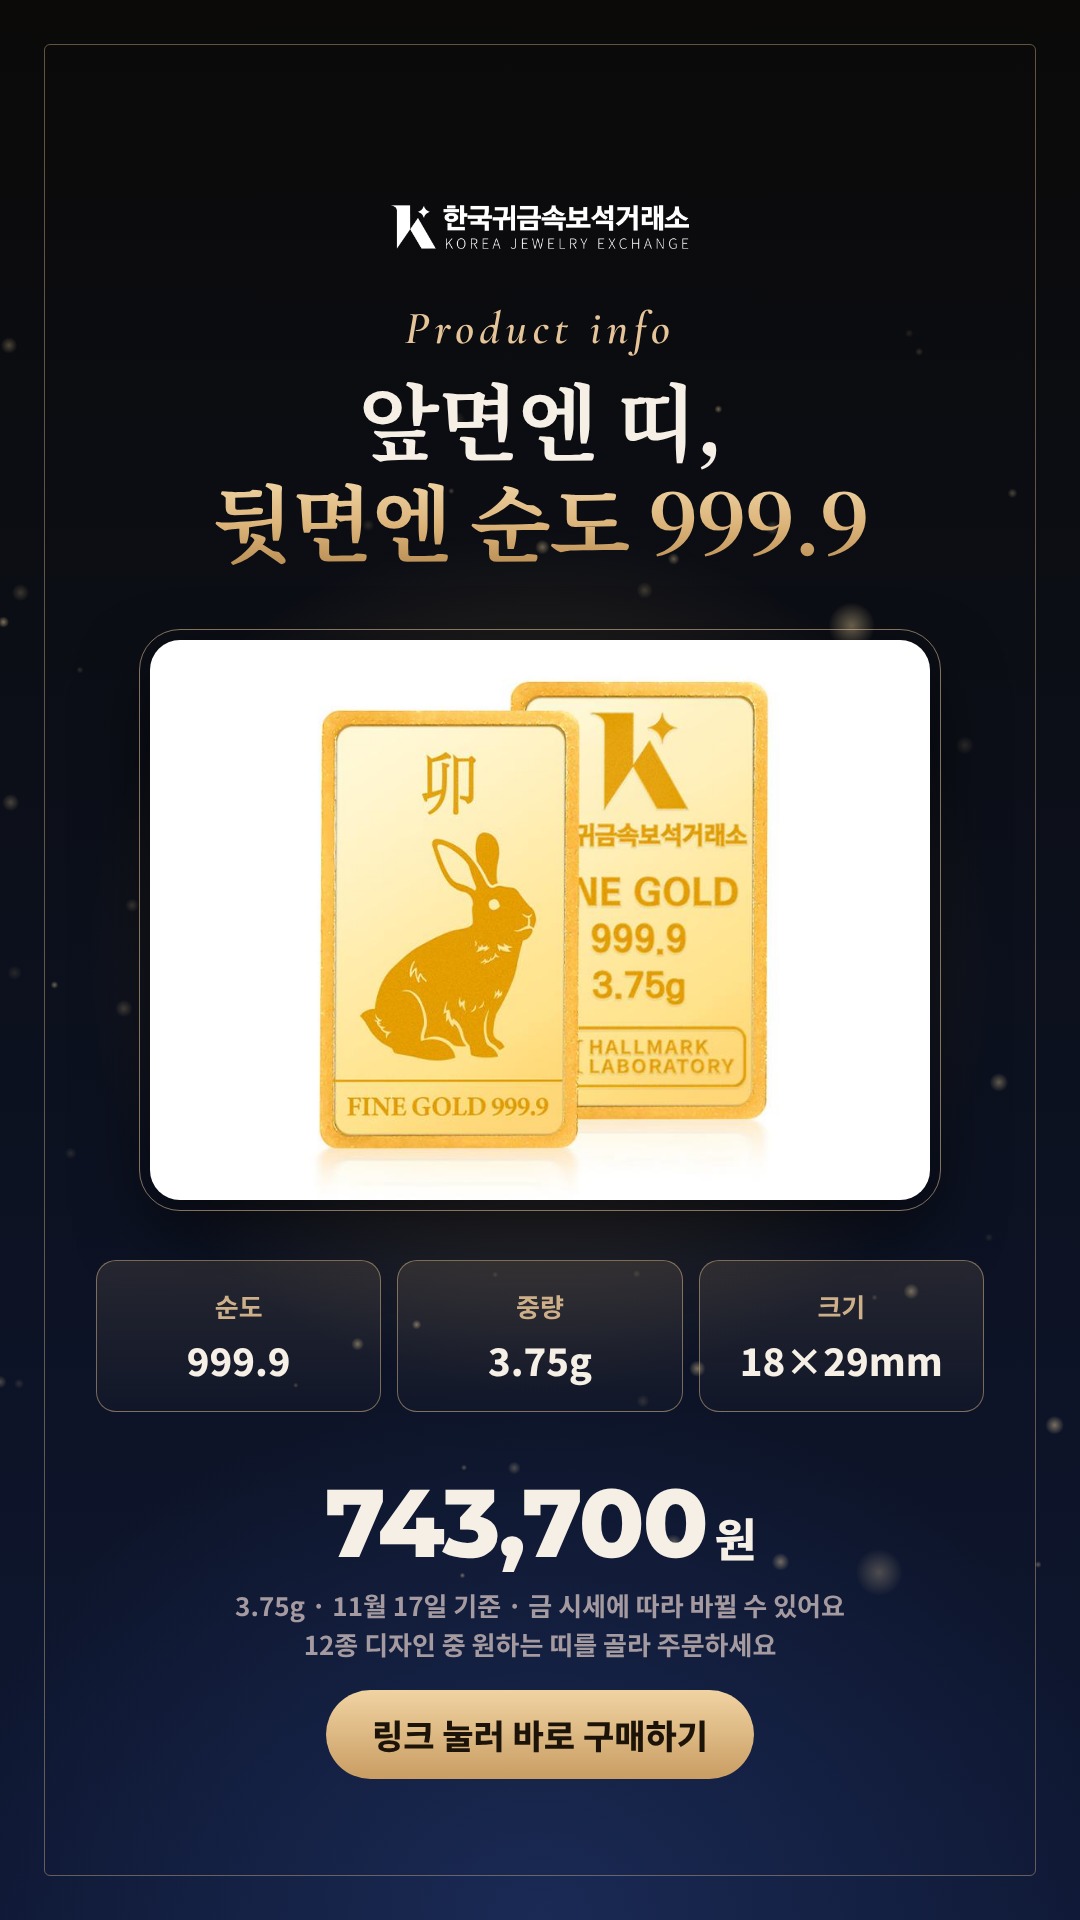 한국귀금속보석거래소
KOREA JEWELRY EXCHANGE
Product info
앞면엔 띠,
뒷면엔 순도 999.9
卯
FINE GOLD 999.9
K
귀금속보석거래소
NE GOLD
999.9
3.75g
HALLMARK
LABORATORY
순도
999.9
중량
3.75g
크기
18×29mm
743,700원
3.75g · 11월 17일 기준 · 금 시세에 따라 바뀔 수 있어요
12종 디자인 중 원하는 띠를 골라 주문하세요
링크 눌러 바로 구매하기